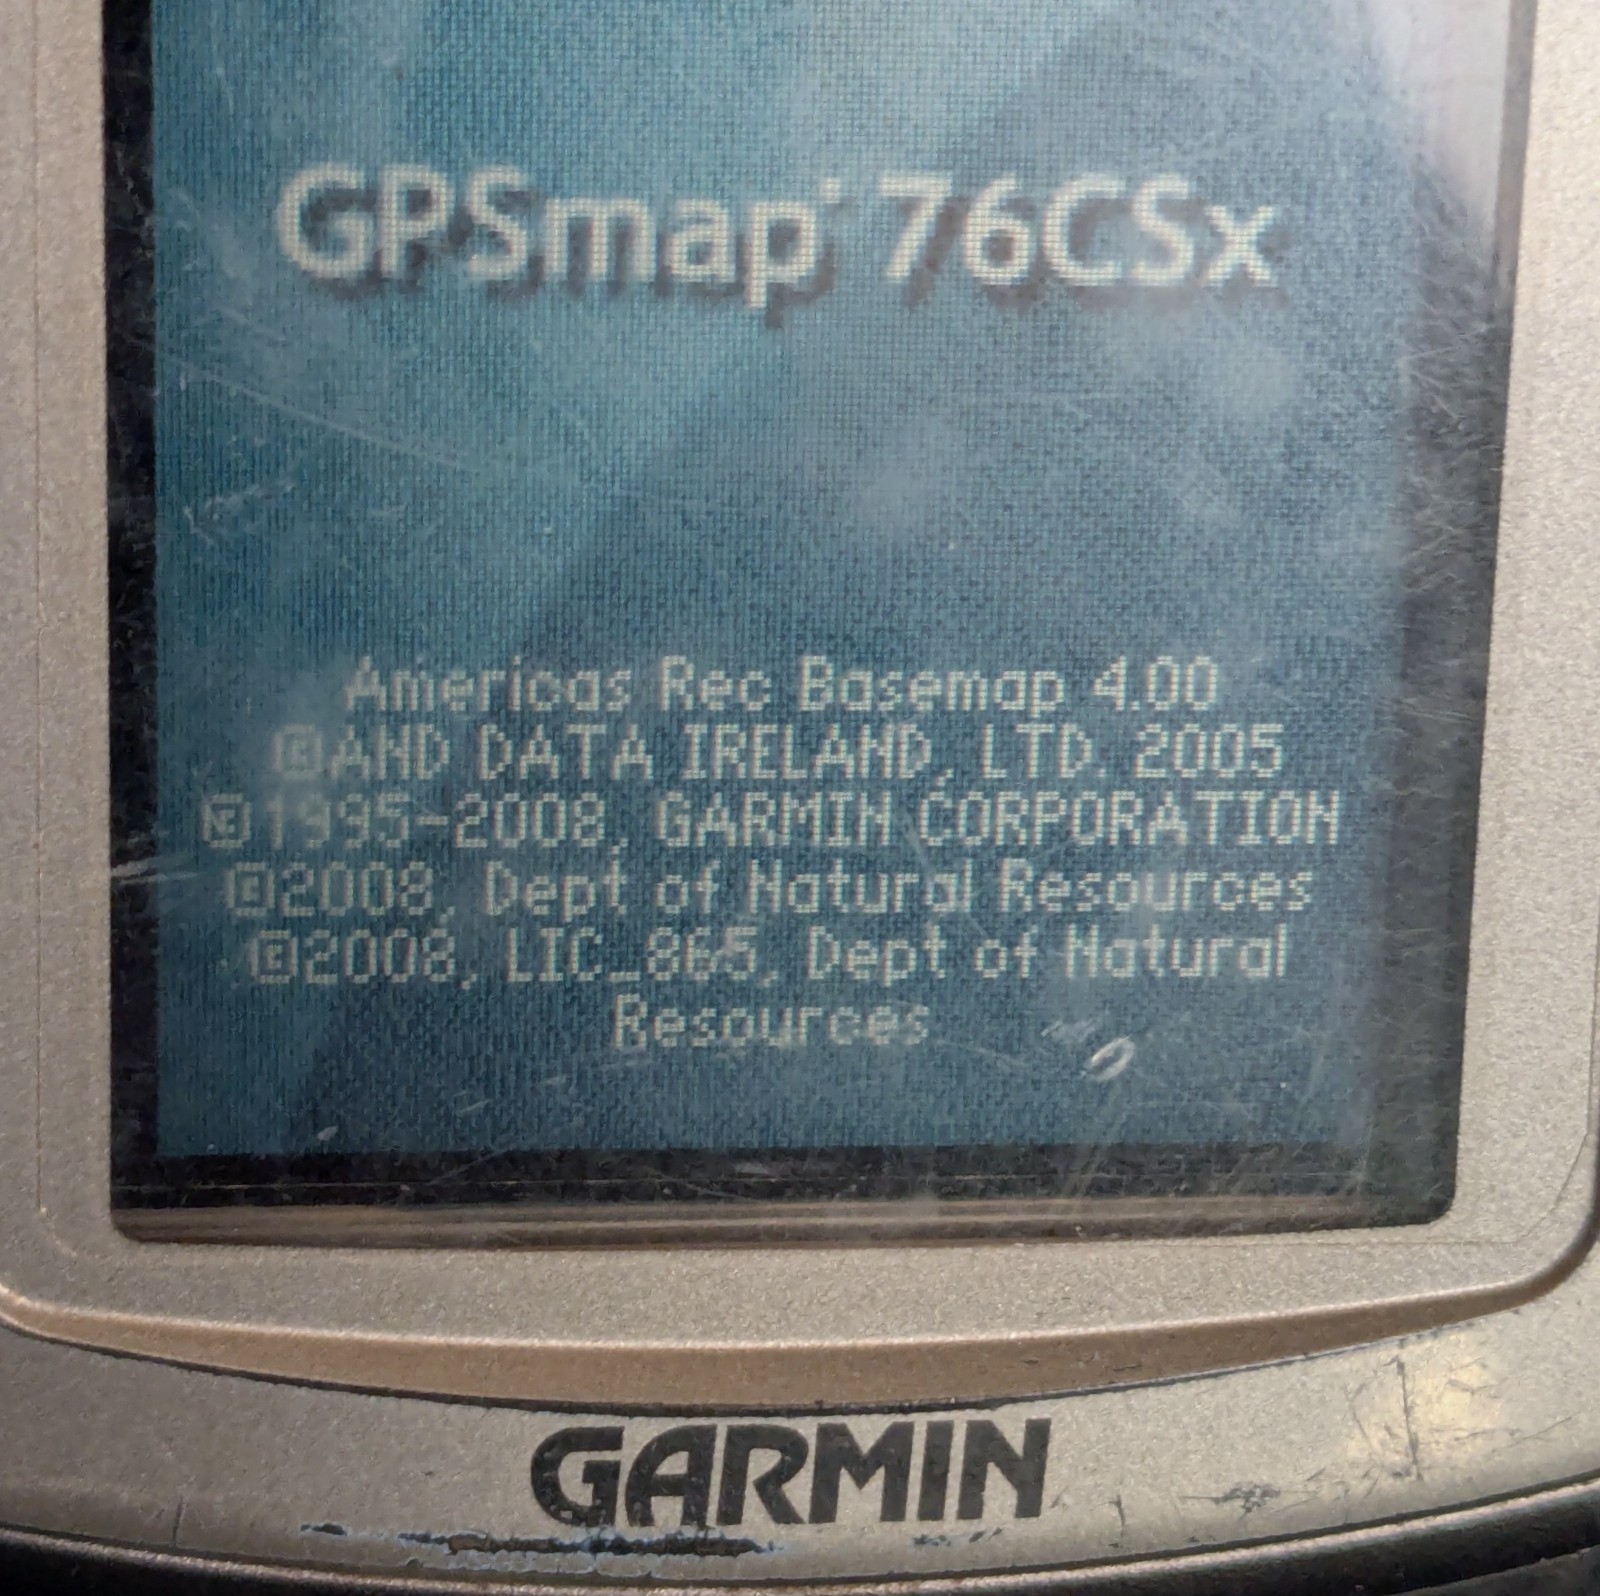 GPSmap 76CSx
Americas Rec Basemap 4.00
©AND DATA IRELAND, LTD. 2005
©1995-2008, GARMIN CORPORATION
©2008, Dept of Natural Resources
©2008, LIC_865, Dept of Natural
Resources
GARMIN